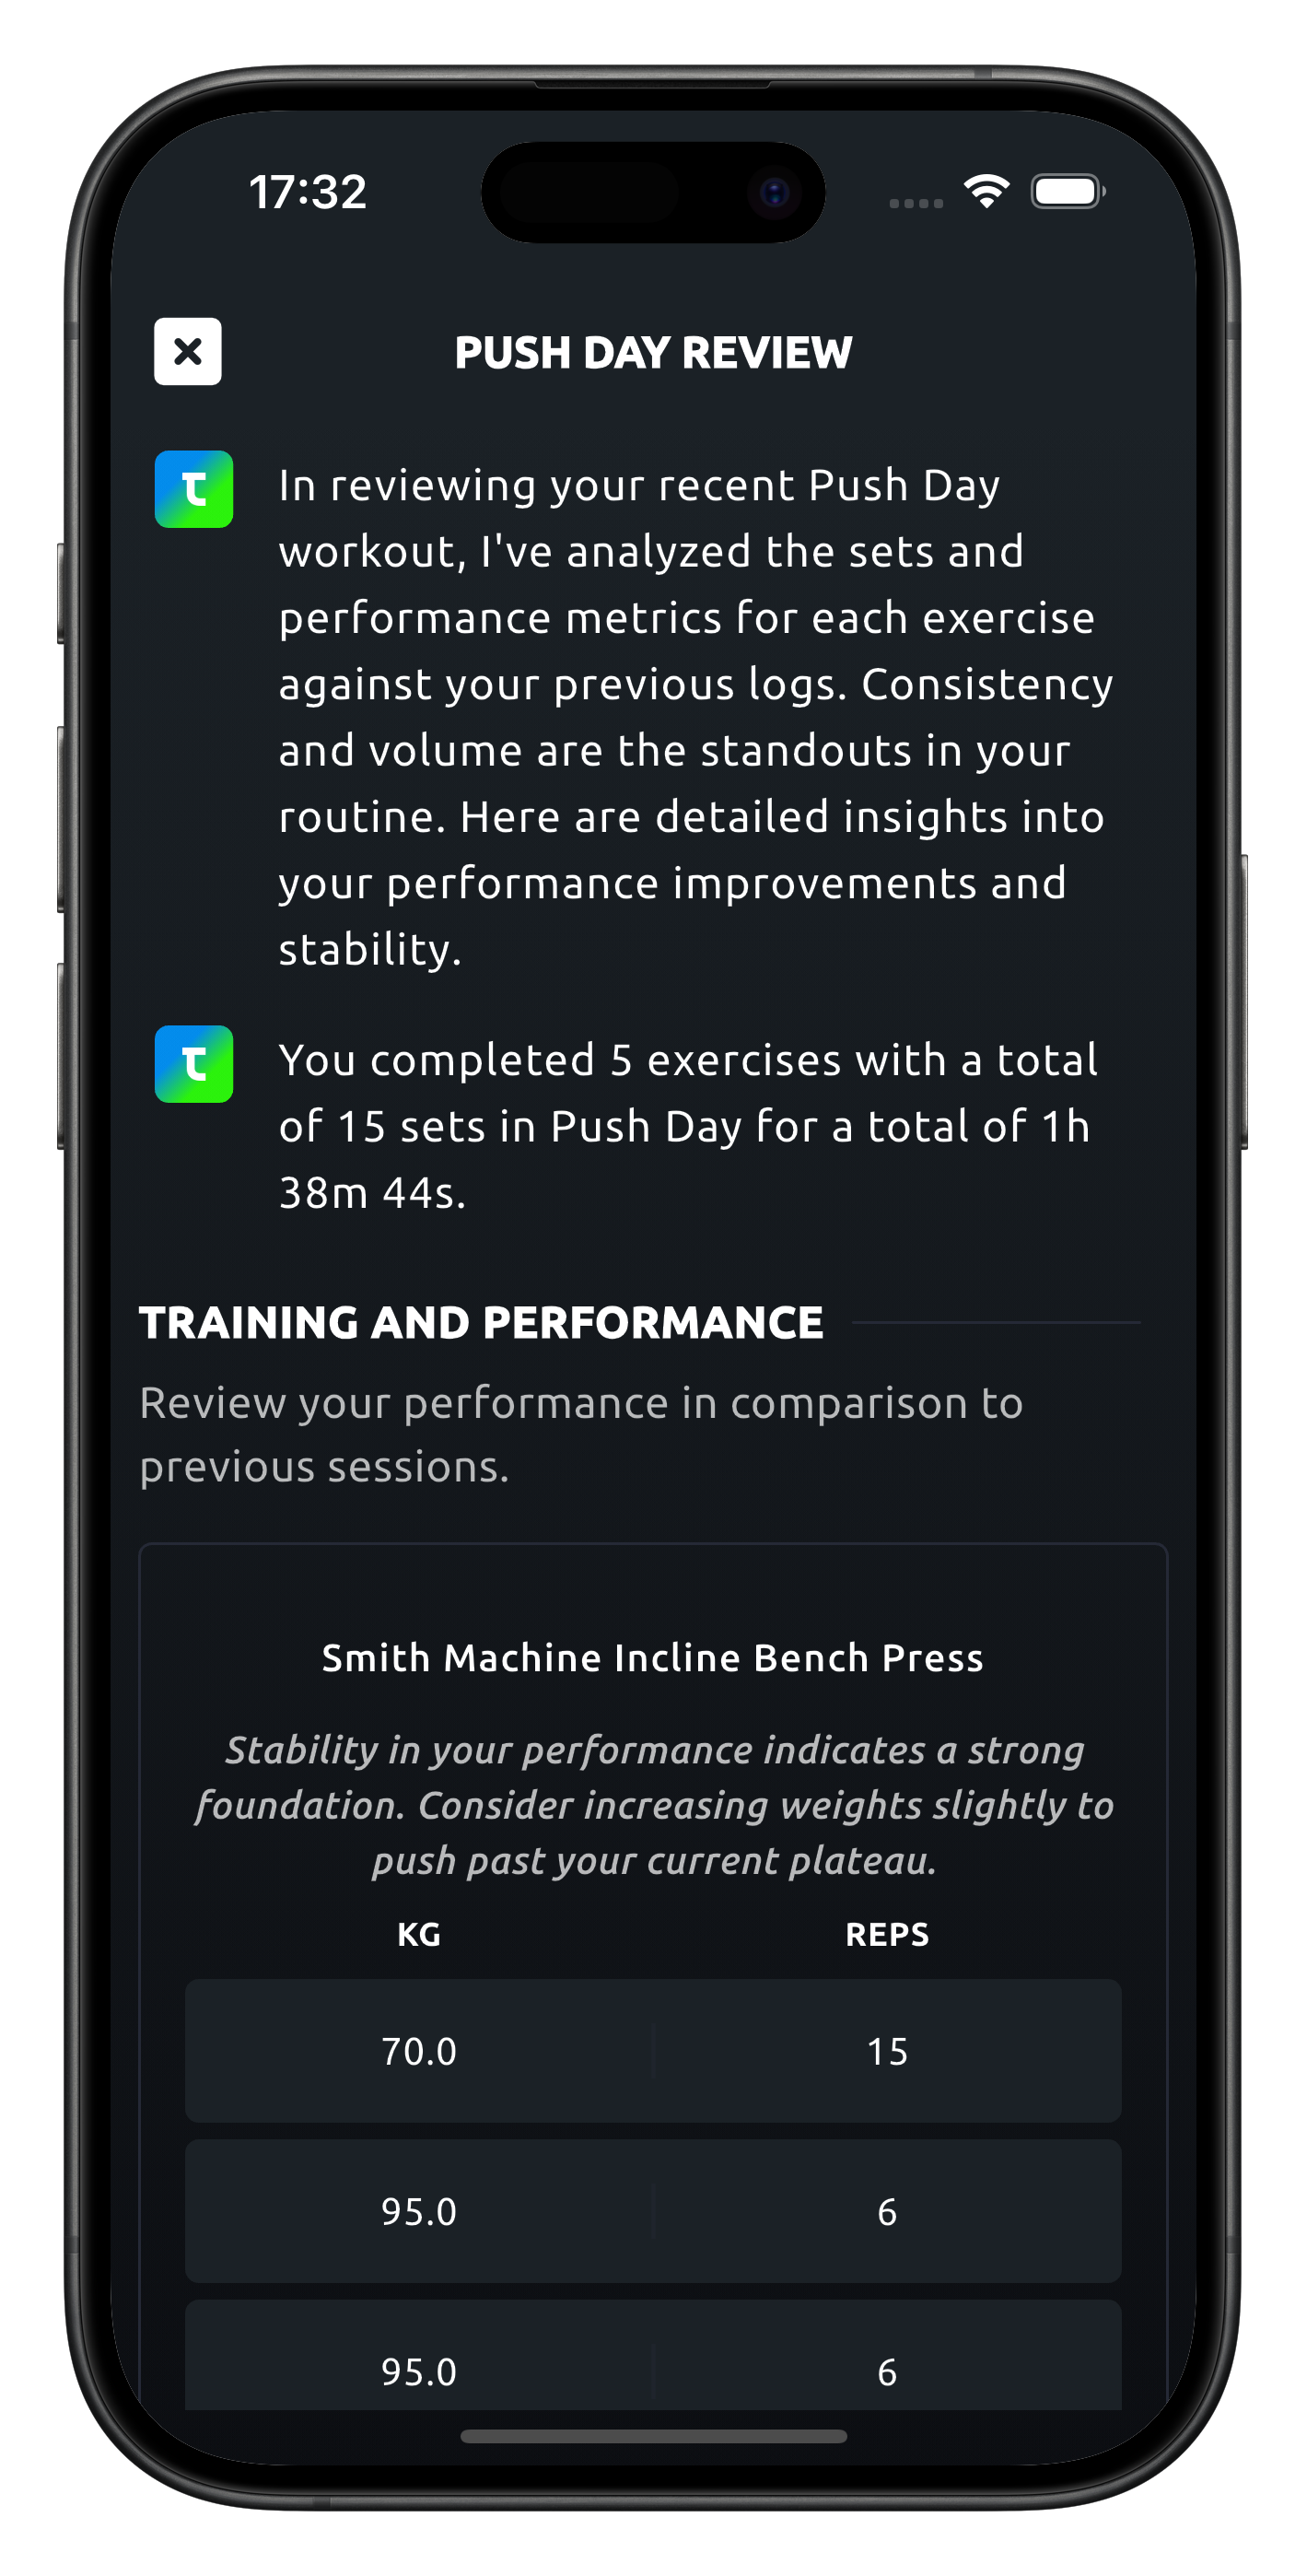 17:32
PUSH DAY REVIEW
In reviewing your recent Push Day
workout, I've analyzed the sets and
performance metrics for each exercise
against your previous logs. Consistency
and volume are the standouts in your
routine. Here are detailed insights into
your performance improvements and
stability.
You completed 5 exercises with a total
of 15 sets in Push Day for a total of 1h
38m 44s.
TRAINING AND PERFORMANCE
Review your performance in comparison to
previous sessions.
Smith Machine Incline Bench Press
Stability in your performance indicates a strong
foundation. Consider increasing weights slightly to
push past your current plateau.
KG REPS
70.0 15
95.0 6
95.0 6